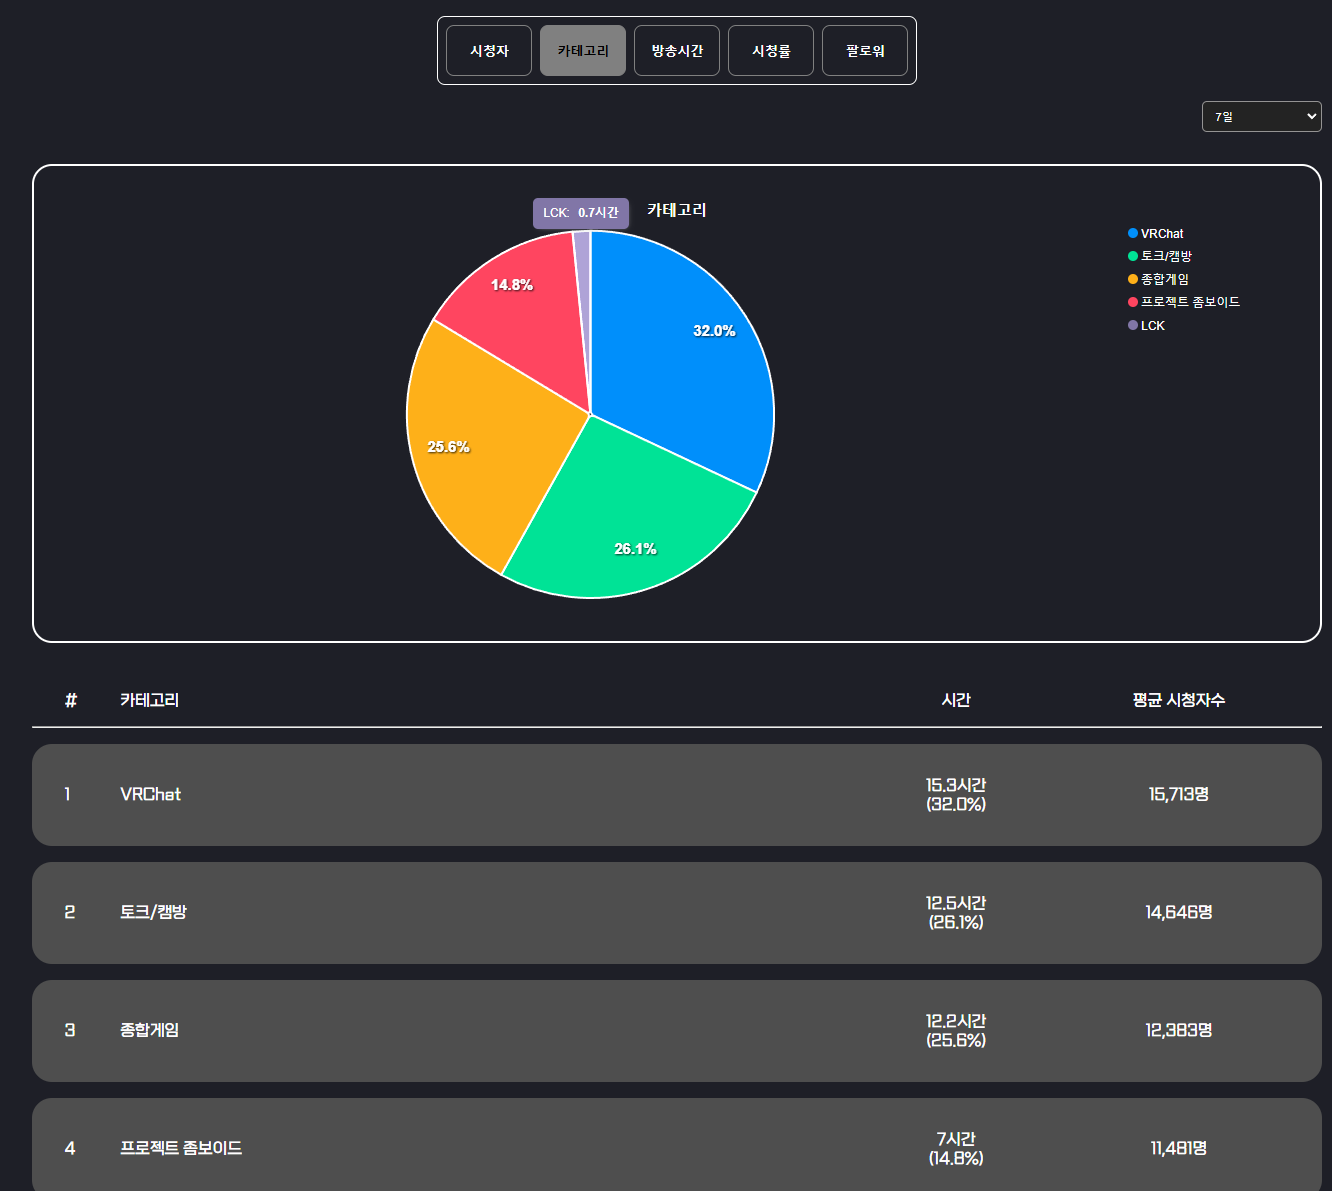 시청자 카테고리 방송시간 시청률 팔로워
7일
카테고리
LCK: 0.7시간
VRChat
토크/캠방
종합게임
프로젝트 좀보이드
LCK
14.8%
32.0%
25.6%
26.1%
# 카테고리 시간 평균 시청자수
1 VRChat 15.3시간 15,713명
(32.0%)
2 토크/캠방 12.5시간 14,646명
(26.1%)
3 종합게임 12.2시간 12,383명
(25.6%)
4 프로젝트 좀보이드 7시간 11,481명
(14.8%)